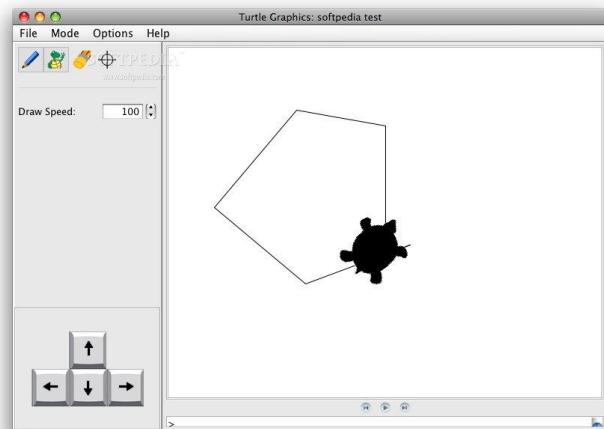 Turtle Graphics: softpedia test
File Mode Options Help
SOFTPEDIA
www.softpedia.com
Draw Speed: 100
>